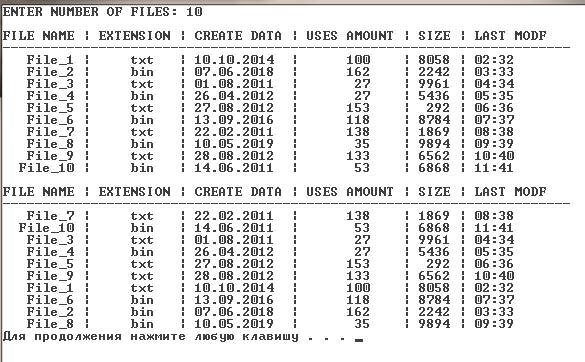 ENTER NUMBER OF FILES: 10
FILE NAME ¦ EXTENSION ¦ CREATE DATA ¦ USES AMOUNT ¦ SIZE ¦ LAST MODF
File_1 ¦ txt ¦ 10.10.2014 ¦ 100 ¦ 8058 ¦ 02:32
File_2 ¦ bin ¦ 07.06.2018 ¦ 162 ¦ 2242 ¦ 03:33
File_3 ¦ txt ¦ 01.08.2011 ¦ 27 ¦ 9961 ¦ 04:34
File_4 ¦ bin ¦ 26.04.2012 ¦ 27 ¦ 5436 ¦ 05:35
File_5 ¦ txt ¦ 27.08.2012 ¦ 153 ¦ 292 ¦ 06:36
File_6 ¦ bin ¦ 13.09.2016 ¦ 118 ¦ 8784 ¦ 07:37
File_7 ¦ txt ¦ 22.02.2011 ¦ 138 ¦ 1869 ¦ 08:38
File_8 ¦ bin ¦ 10.05.2019 ¦ 35 ¦ 9894 ¦ 09:39
File_9 ¦ txt ¦ 28.08.2012 ¦ 133 ¦ 6562 ¦ 10:40
File_10 ¦ bin ¦ 14.06.2011 ¦ 53 ¦ 6868 ¦ 11:41
FILE NAME ¦ EXTENSION ¦ CREATE DATA ¦ USES AMOUNT ¦ SIZE ¦ LAST MODF
File_7 ¦ txt ¦ 22.02.2011 ¦ 138 ¦ 1869 ¦ 08:38
File_10 ¦ bin ¦ 14.06.2011 ¦ 53 ¦ 6868 ¦ 11:41
File_3 ¦ txt ¦ 01.08.2011 ¦ 27 ¦ 9961 ¦ 04:34
File_4 ¦ bin ¦ 26.04.2012 ¦ 27 ¦ 5436 ¦ 05:35
File_5 ¦ txt ¦ 27.08.2012 ¦ 153 ¦ 292 ¦ 06:36
File_9 ¦ txt ¦ 28.08.2012 ¦ 133 ¦ 6562 ¦ 10:40
File_1 ¦ txt ¦ 10.10.2014 ¦ 100 ¦ 8058 ¦ 02:32
File_6 ¦ bin ¦ 13.09.2016 ¦ 118 ¦ 8784 ¦ 07:37
File_2 ¦ bin ¦ 07.06.2018 ¦ 162 ¦ 2242 ¦ 03:33
File_8 ¦ bin ¦ 10.05.2019 ¦ 35 ¦ 9894 ¦ 09:39
Для продолжения нажмите любую клавишу . . . _